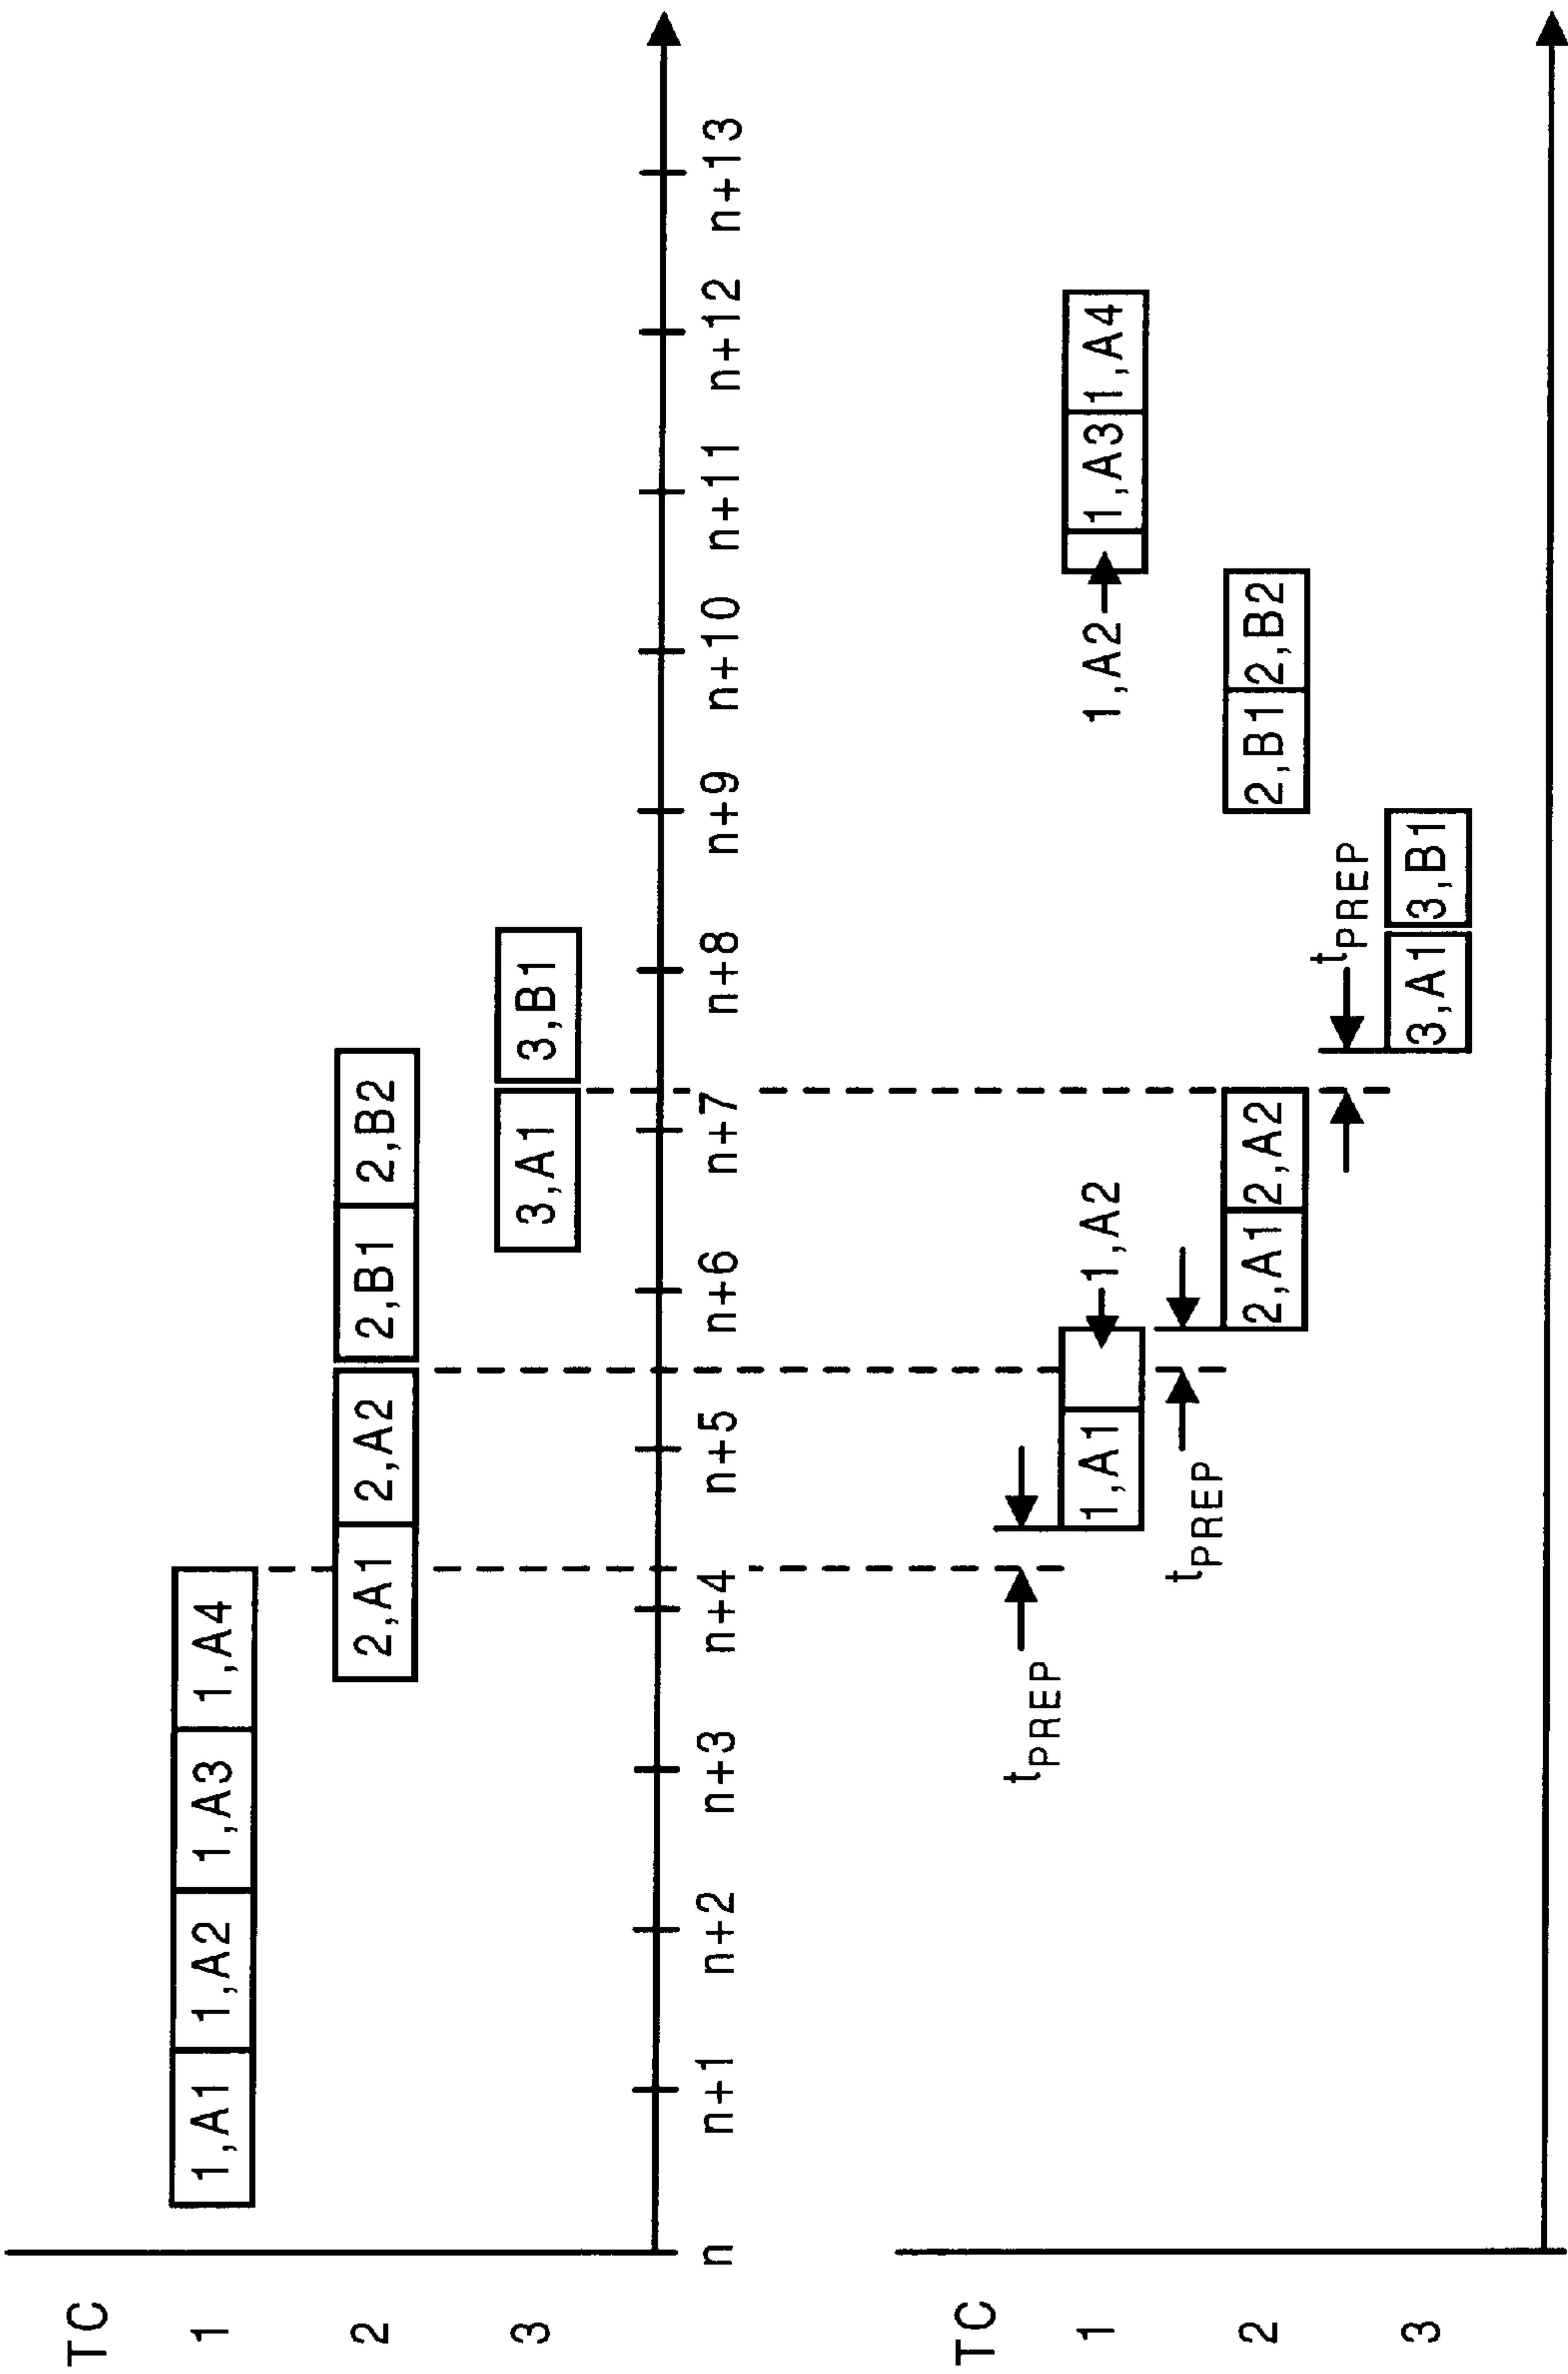 TC
1
1,A1 1,A2 1,A3 1,A4
2
2,A1 2,A2 2,B1 2,B2
3
3,A1 3,B1
n n+1 n+2 n+3 n+4 n+5 n+6 n+7 n+8 n+9 n+10 n+11 n+12 n+13
TC
tPREP
1
1,A1 1,A2 1,A2 1,A3 1,A4
tPREP
2
2,A1 2,A2 2,B1 2,B2
tPREP
3
3,A1 3,B1